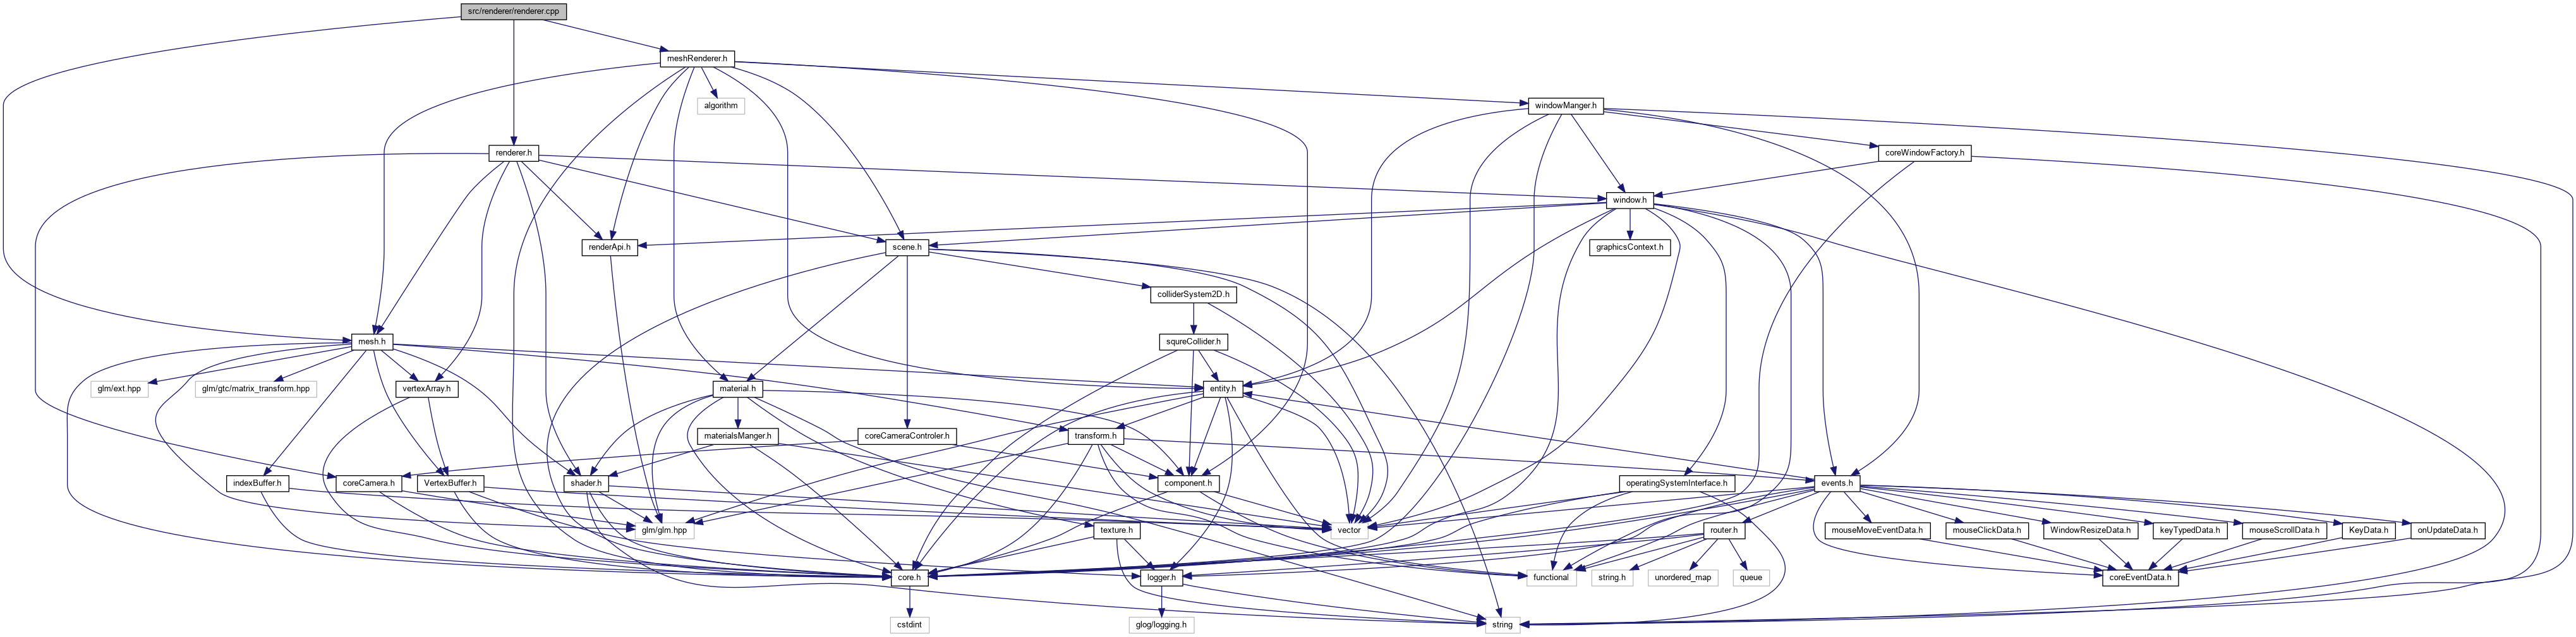 src/renderer/renderer.cpp
meshRenderer.h
algorithm
windowManger.h
renderer.h
coreWindowFactory.h
window.h
renderApi.h
scene.h
graphicsContext.h
colliderSystem2D.h
mesh.h
squreCollider.h
glm/ext.hpp
glm/gtc/matrix_transform.hpp
vertexArray.h
material.h
entity.h
materialsManger.h
coreCameraControler.h
transform.h
indexBuffer.h
coreCamera.h
VertexBuffer.h
shader.h
component.h
operatingSystemInterface.h
events.h
glm/glm.hpp
texture.h
vector
router.h
mouseMoveEventData.h
mouseClickData.h
WindowResizeData.h
keyTypedData.h
mouseScrollData.h
KeyData.h
onUpdateData.h
core.h
logger.h
functional
string.h
unordered_map
queue
coreEventData.h
cstdint
glog/logging.h
string